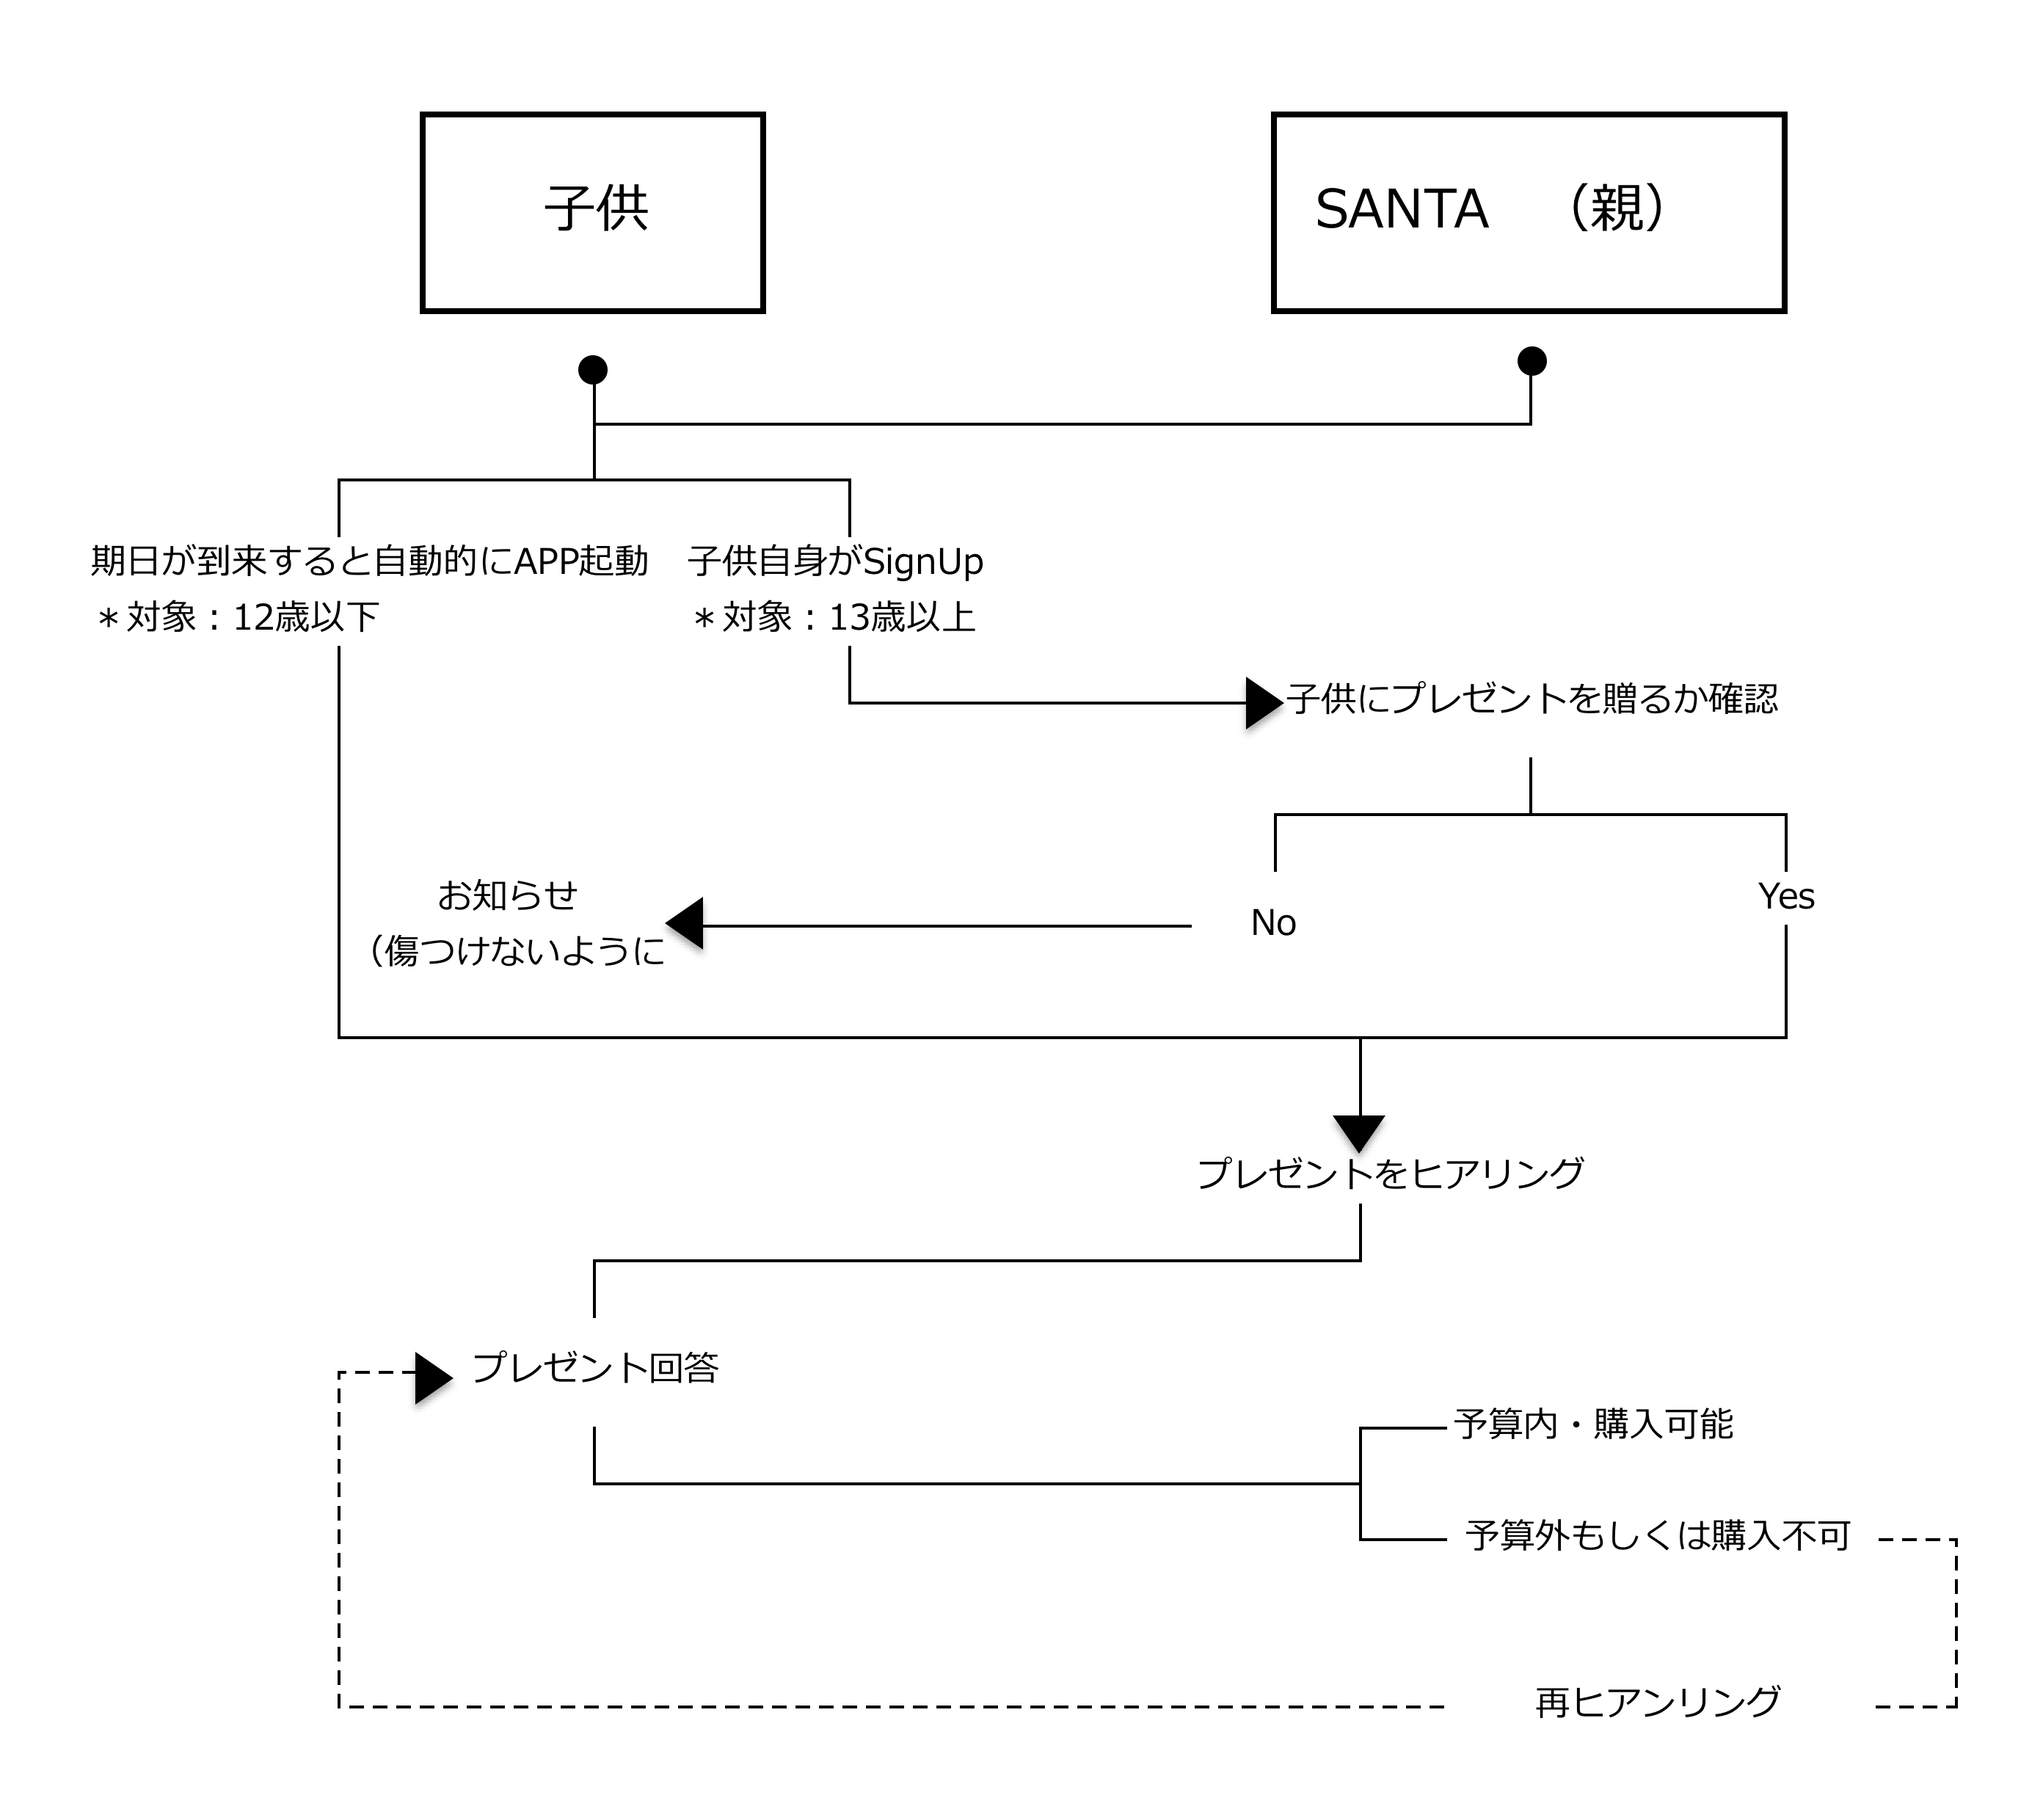 子供
SANTA （親）
期日が到来すると自動的にAPP起動
＊対象：12歳以下
子供自身がSignUp
＊対象：13歳以上
子供にプレゼントを贈るか確認
お知らせ
（傷つけないように
No
Yes
プレゼントをヒアリング
プレゼント回答
予算内・購入可能
予算外もしくは購入不可
再ヒアンリング